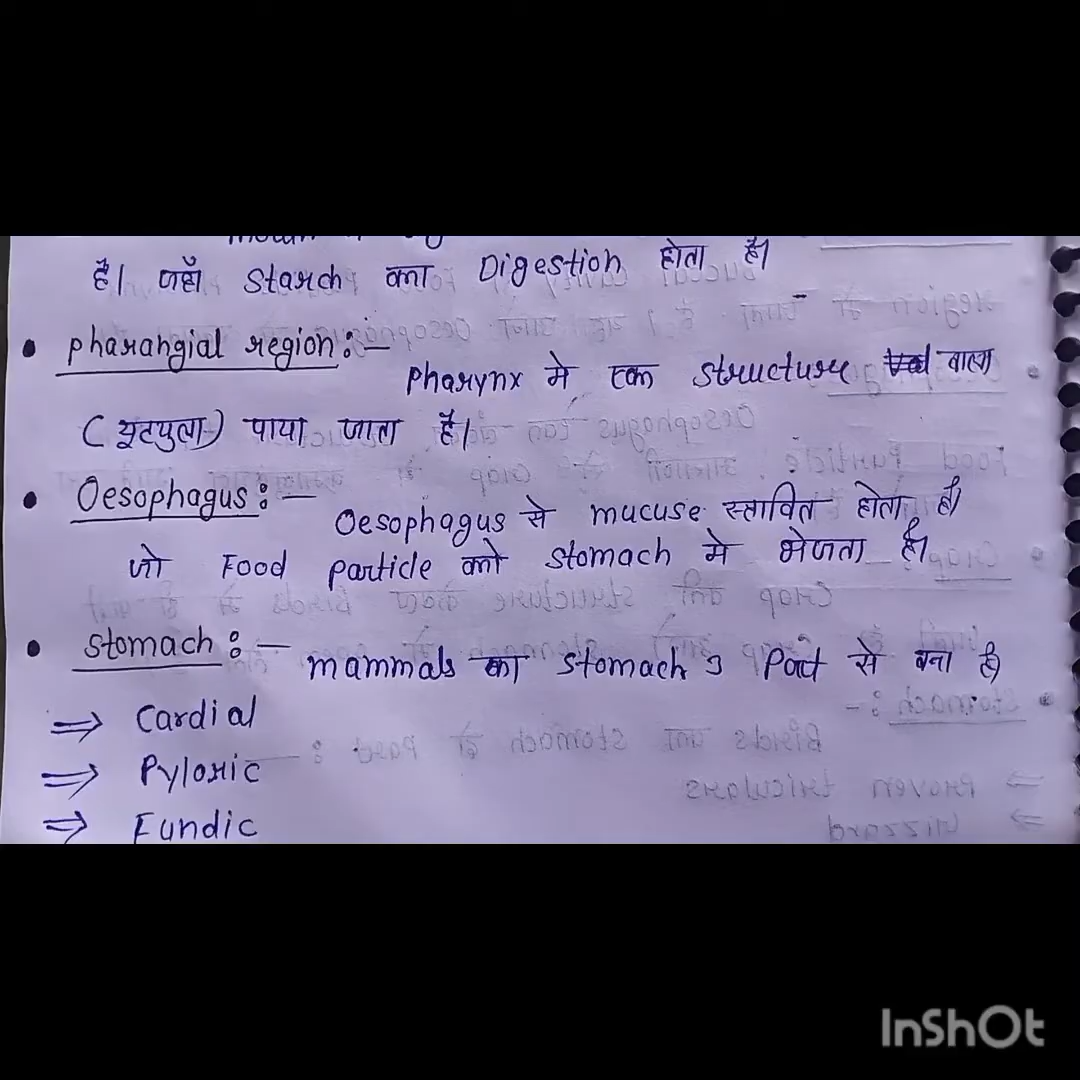 है। जहाँ Starch का Digestion होता है।
• Pharangial region :-
Pharynx मे एक structure वाला
( यूटपुला) पाया जाता है।
• Oesophagus :-
Oesophagus से mucuse स्तावित होता है।
जो Food particle को stomach मे भेजता है।
• Stomach :-
mammals का stomach 3 Part से बना है।
⇒ Cardial
⇒ Pyloric
⇒ Fundic
InShOt